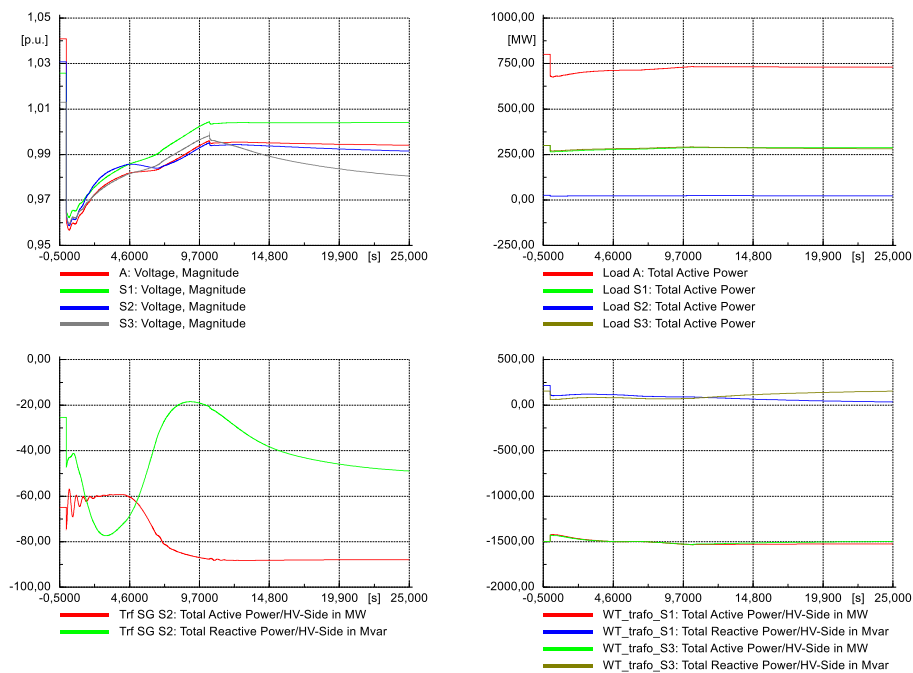 1,05
[p.u.]
1,03
1,01
0,99
0,97
0,95
-0,5000 4,6000 9,7000 14,800 19,900 [s] 25,000
A: Voltage, Magnitude
S1: Voltage, Magnitude
S2: Voltage, Magnitude
S3: Voltage, Magnitude
1000,00
[MW]
750,00
500,00
250,00
0,00
-250,00
-0,5000 4,6000 9,7000 14,800 19,900 [s] 25,000
Load A: Total Active Power
Load S1: Total Active Power
Load S2: Total Active Power
Load S3: Total Active Power
0,00
-20,00
-40,00
-60,00
-80,00
-100,00
-0,5000 4,6000 9,7000 14,800 19,900 [s] 25,000
Trf SG S2: Total Active Power/HV-Side in MW
Trf SG S2: Total Reactive Power/HV-Side in Mvar
500,00
0,00
-500,00
-1000,00
-1500,00
-2000,00
-0,5000 4,6000 9,7000 14,800 19,900 [s] 25,000
WT_trafo_S1: Total Active Power/HV-Side in MW
WT_trafo_S1: Total Reactive Power/HV-Side in Mvar
WT_trafo_S3: Total Active Power/HV-Side in MW
WT_trafo_S3: Total Reactive Power/HV-Side in Mvar